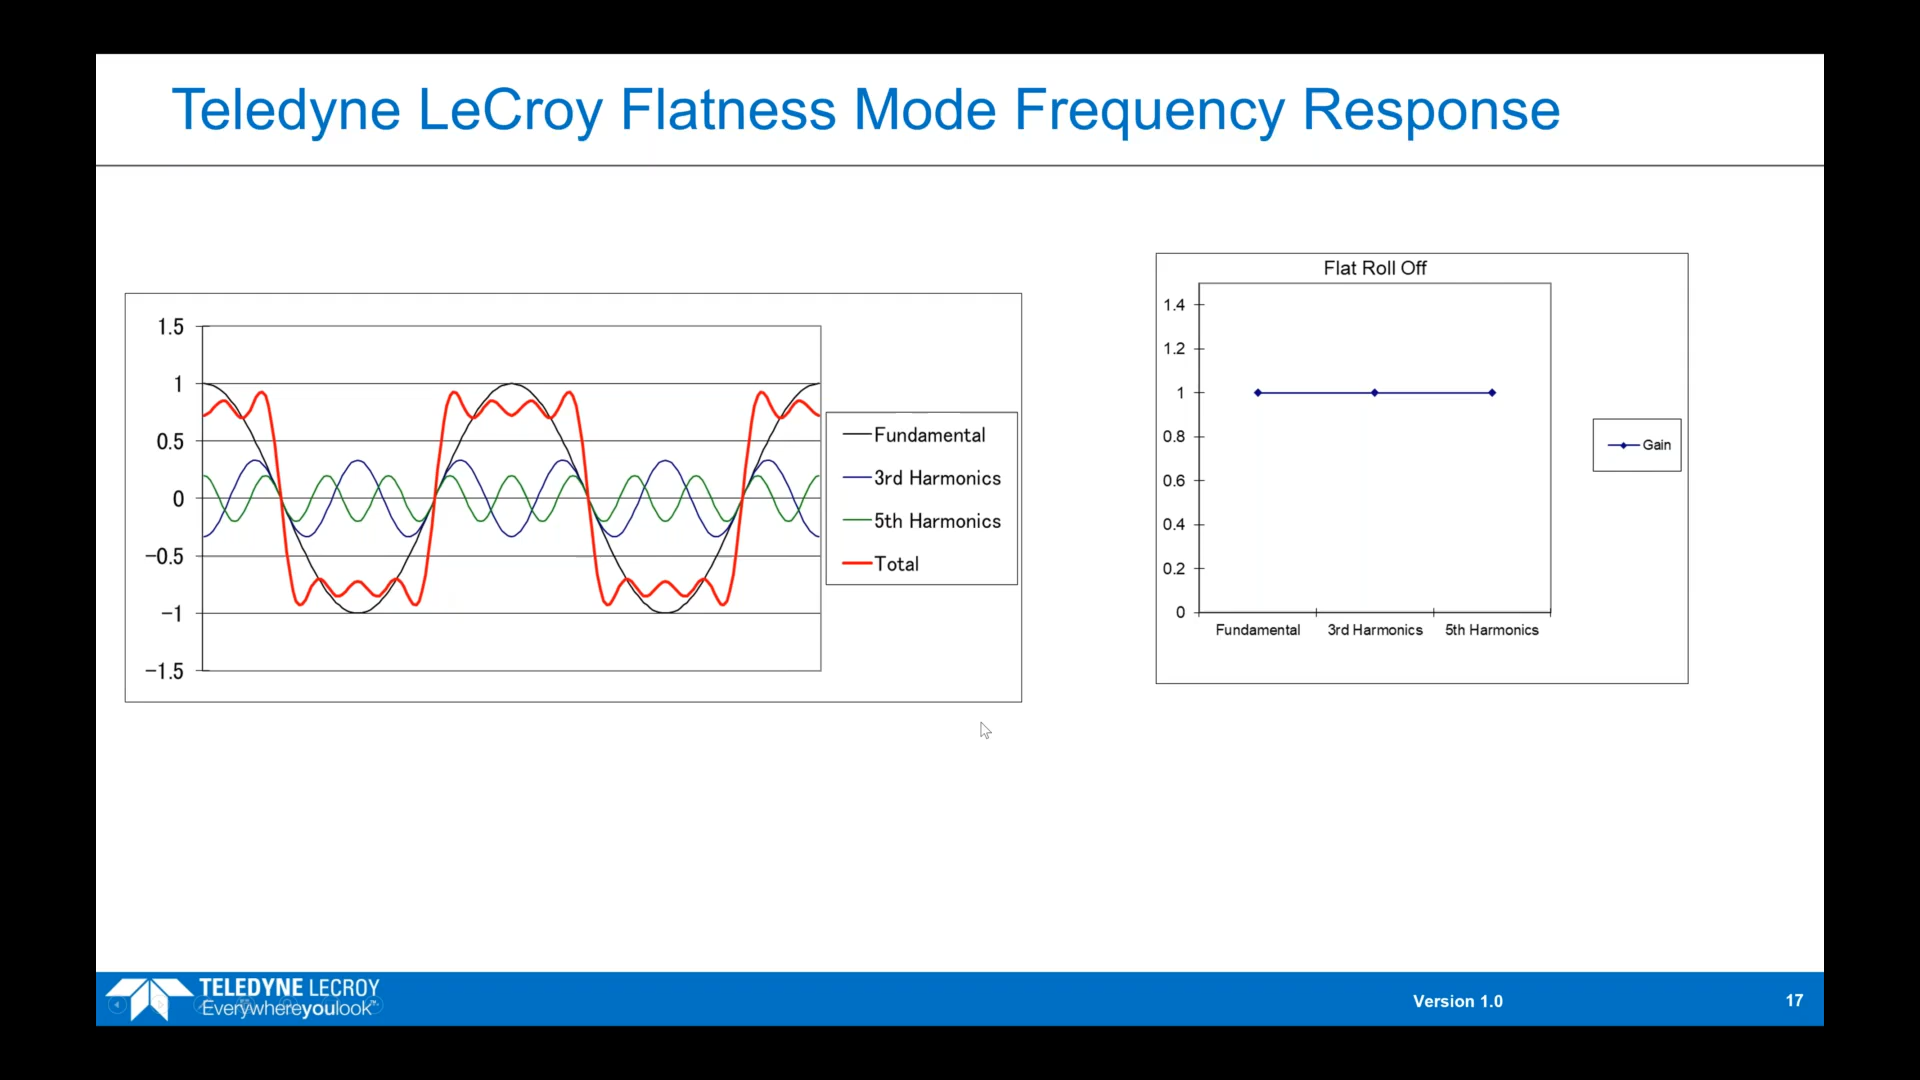 Teledyne LeCroy Flatness Mode Frequency Response
1.5
1
0.5
0
−0.5
−1
−1.5
Fundamental
3rd Harmonics
5th Harmonics
Total
Flat Roll Off
1.4
1.2
1
0.8
0.6
0.4
0.2
0
Fundamental 3rd Harmonics 5th Harmonics
Gain
TELEDYNE LECROY
Everywhereyoulook™
Version 1.0
17